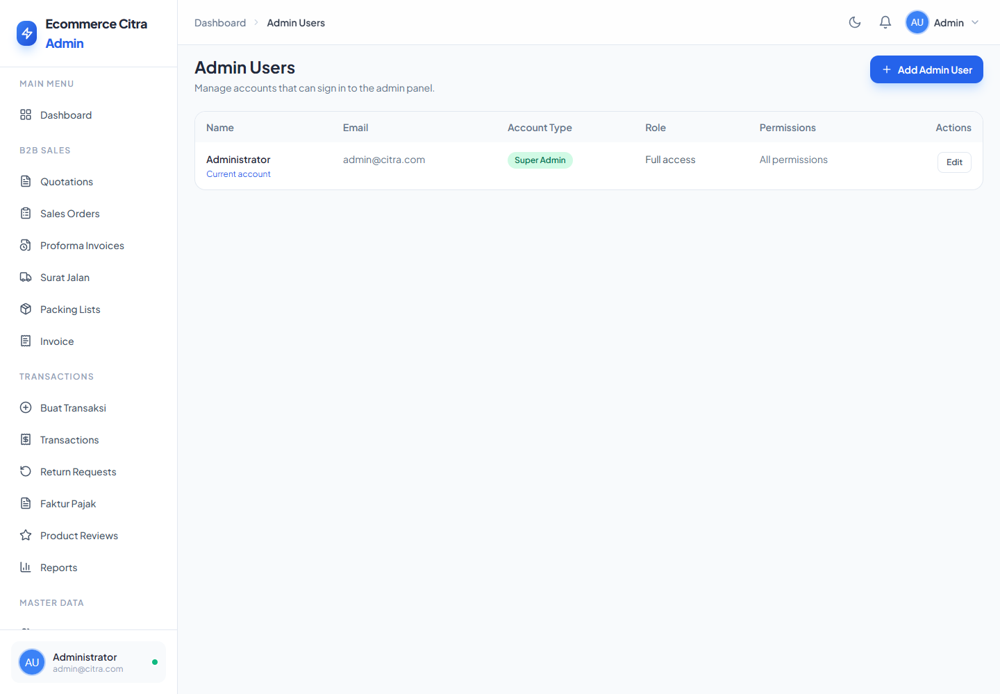 Ecommerce Citra
Admin
MAIN MENU
Dashboard
B2B SALES
Quotations
Sales Orders
Proforma Invoices
Surat Jalan
Packing Lists
Invoice
TRANSACTIONS
Buat Transaksi
Transactions
Return Requests
Faktur Pajak
Product Reviews
Reports
MASTER DATA
AU
Administrator
admin@citra.com
Dashboard
Admin Users
AU
Admin
Admin Users
Manage accounts that can sign in to the admin panel.
Add Admin User
Name Email Account Type Role Permissions Actions
Administrator admin@citra.com Super Admin Full access All permissions Edit
Current account